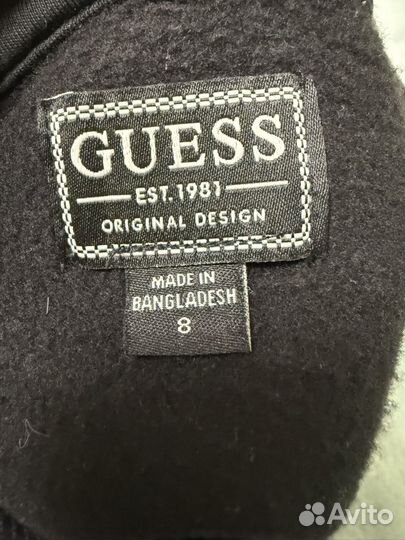 GUESS
EST.1981
ORIGINAL DESIGN
MADE IN
BANGLADESH
8
Avito